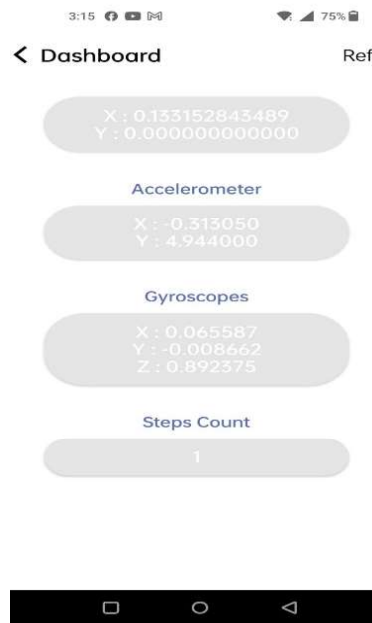 3:15 75%
Dashboard Ref
X : 0.133152843489
Y : 0.000000000000
Accelerometer
X : -0.313050
Y : 4.944000
Gyroscopes
X : 0.065587
Y : -0.008662
Z : 0.892375
Steps Count
1